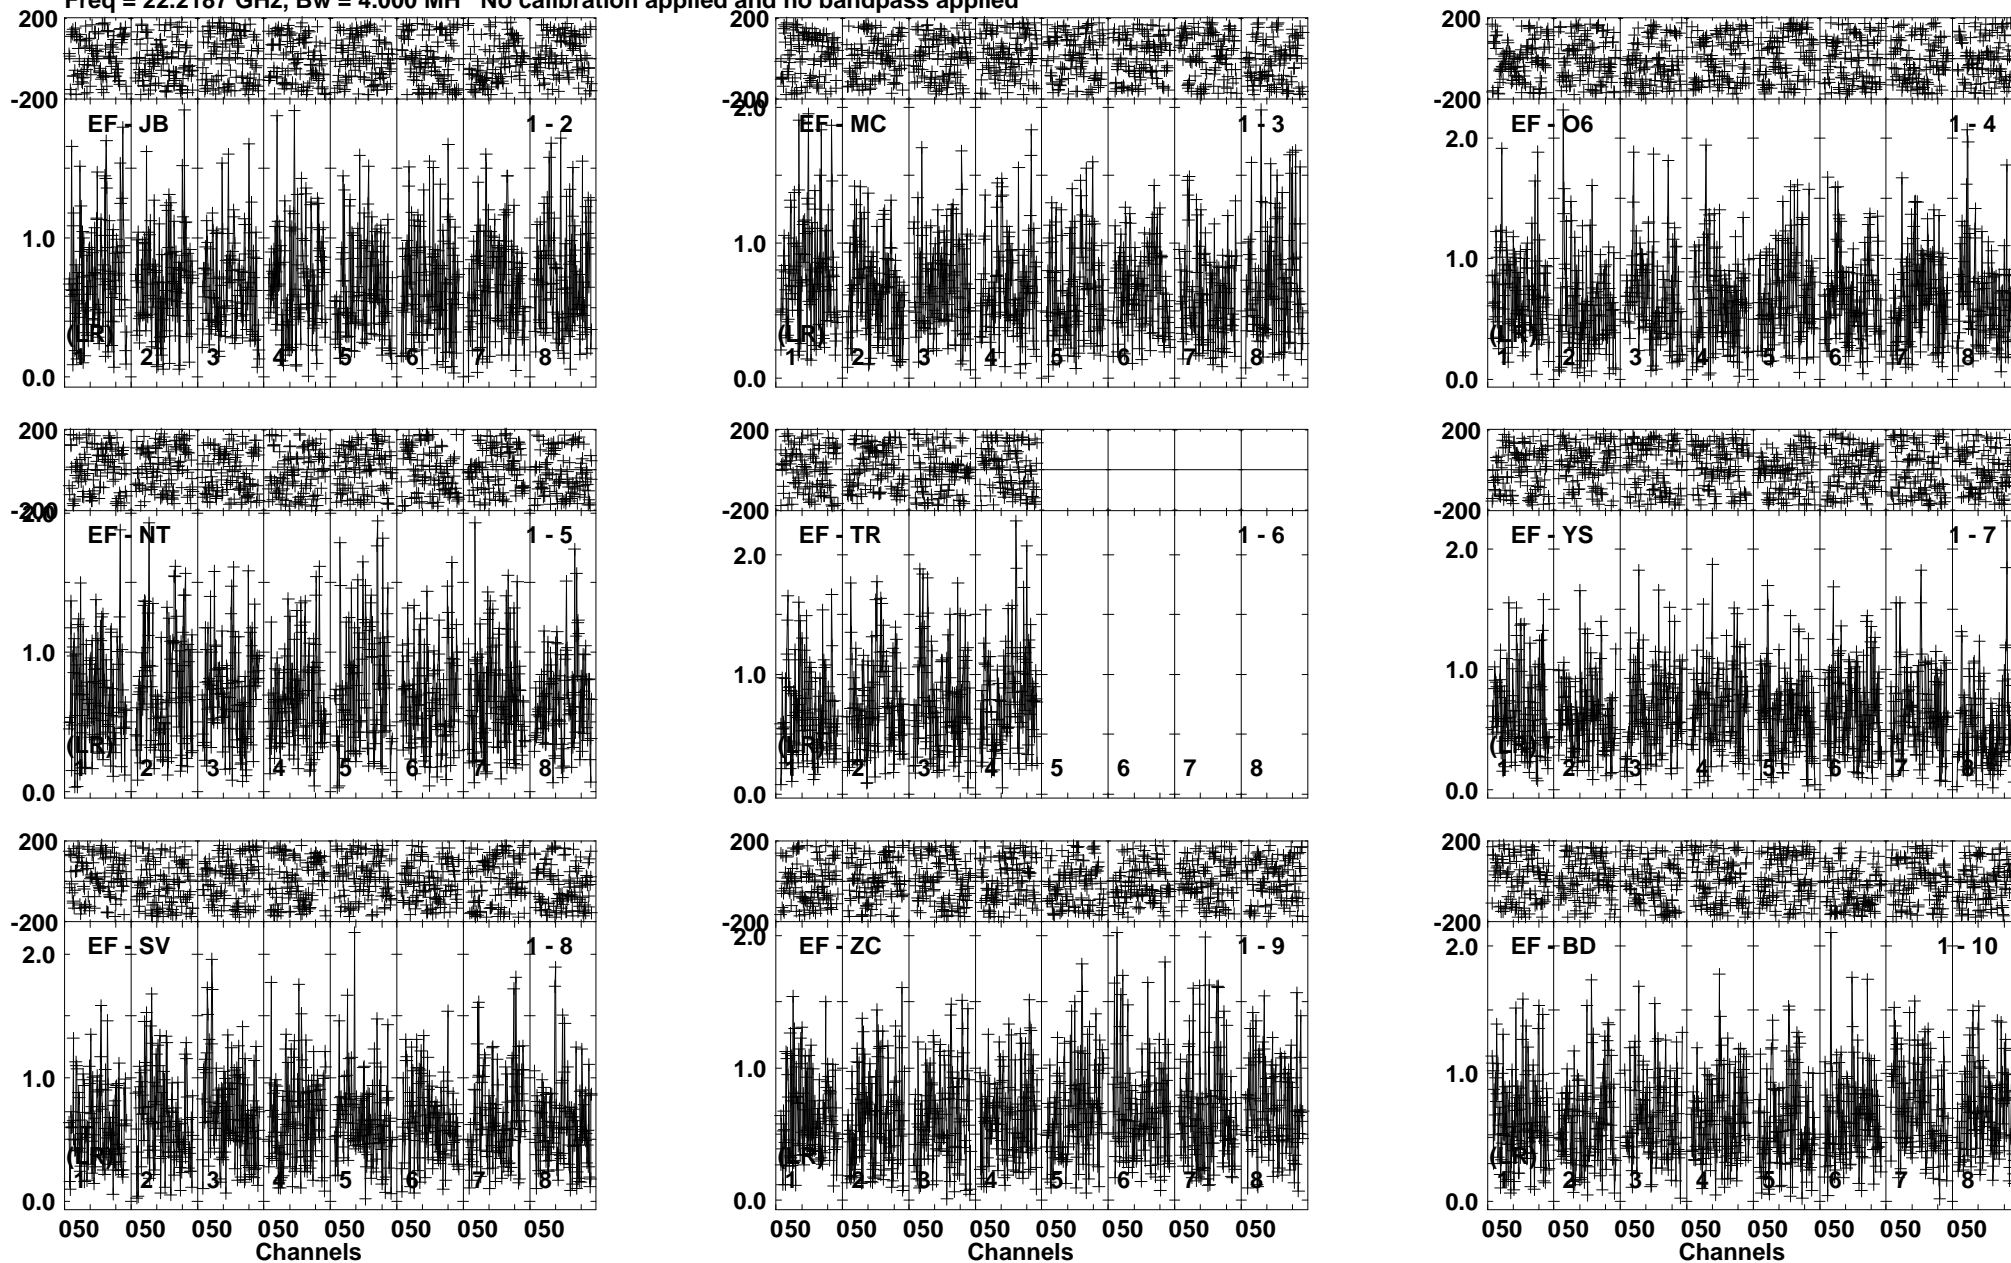 Freq = 22.2187 GHz, Bw = 4.000 MH No calibration applied and no bandpass applied
200 200 200
-200 -200 -200
2.0
EF - JB 1 - 2 EF - MC 1 - 3 EF - O6 1 - 4
2.0
1.0 1.0 1.0
(LR) (LR) (LR)
1 2 3 4 5 6 7 8 1 2 3 4 5 6 7 8 1 2 3 4 5 6 7 8
0.0 0.0 0.0
200 200 200
-200 -200 -200
2.0
EF - NT 1 - 5 EF - TR 1 - 6 EF - YS 1 - 7
2.0 2.0
1.0 1.0 1.0
(LR) (LR) (LR)
1 2 3 4 5 6 7 8 1 2 3 4 5 6 7 8 1 2 3 4 5 6 7 8
0.0 0.0 0.0
200 200 200
-200 -200 -200
2.0
EF - SV 1 - 8 EF - ZC 1 - 9 EF - BD 1 - 10
2.0 2.0
1.0 1.0 1.0
(LR) (LR) (LR)
1 2 3 4 5 6 7 8 1 2 3 4 5 6 7 8 1 2 3 4 5 6 7 8
0.0 0.0 0.0
050 050 050 050 050 050 050 050 050 050 050 050 050 050 050 050 050 050 050 050 050 050 050 050
Channels Channels Channels